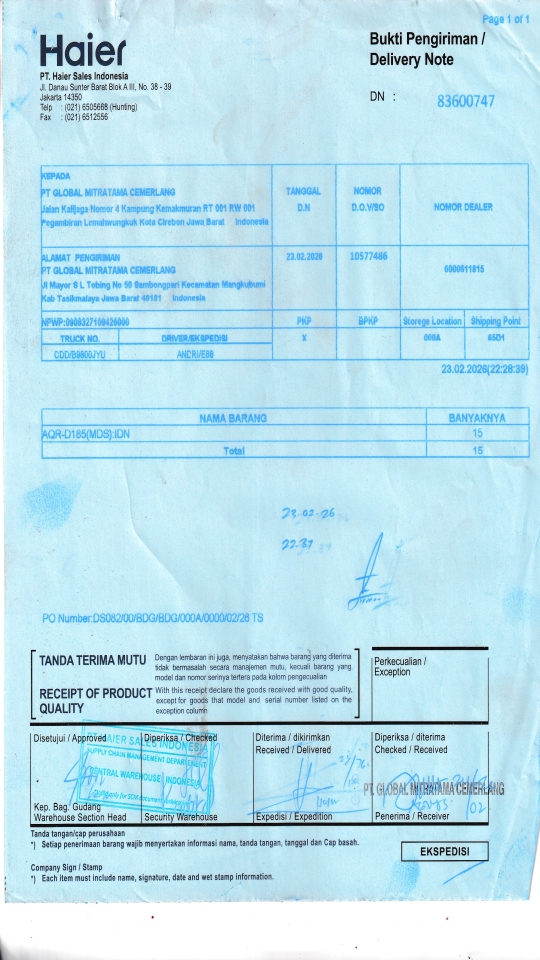 Page 1 of 1
Haier
Bukti Pengiriman /
Delivery Note
PT. Haier Sales Indonesia
Jl. Danau Sunter Barat Blok A III, No. 38 - 39
Jakarta 14350
Telp : (021) 6505668 (Hunting)
Fax : (021) 6512556
DN : 83600747
KEPADA
PT GLOBAL MITRATAMA CEMERLANG
Jalan Kalijaga Nomor 4 Kampung Kemakmuran RT 001 RW 001
Pegambiran Lemahwungkuk Kota Cirebon Jawa Barat Indonesia
TANGGAL
D.N
NOMOR
D.O.V/SO
NOMOR DEALER
ALAMAT PENGIRIMAN
PT GLOBAL MITRATAMA CEMERLANG
Jl Mayor S L Tobing No 50 Sambongpari Kecamatan Mangkubumi
Kab Tasikmalaya Jawa Barat 46181 Indonesia
23.02.2026
10577486
6000811815
NPWP:0908327109426000
PKP
BPKP
Storege Location
Shipping Point
TRUCK NO.
DRIVER/EKSPEDISI
X
000A
65D1
CDD/B9800JYU
ANDRI/E88
23.02.2026(22:28:39)
NAMA BARANG
BANYAKNYA
AQR-D185(MDS):IDN
15
Total
15
23-02-26
22.37
PO Number:DS082/00/BDG/BDG/000A/0000/02/26 TS
TANDA TERIMA MUTU
Dengan lembaran ini juga, menyatakan bahwa barang yang diterima
tidak bermasalah secara manajemen mutu, kecuali barang yang
model dan nomor serinya tertera pada kolom pengecualian
RECEIPT OF PRODUCT
QUALITY
With this receipt declare the goods received with good quality,
except for goods that model and serial number listed on the
exception column
Perkecualian /
Exception
Disetujui / Approved
Diperiksa / Checked
Diterima / dikirimkan
Received / Delivered
Diperiksa / diterima
Checked / Received
HAIER SALES INDONESIA
SUPPLY CHAIN MANAGEMENT DEPARTEMENT
CENTRAL WAREHOUSE INDONESIA
PT. GLOBAL MITRATAMA CEMERLANG
Kep. Bag. Gudang
Warehouse Section Head
Security Warehouse
Expedisi / Expedition
Penerima / Receiver
Tanda tangan/cap perusahaan
*) Setiap penerimaan barang wajib menyertakan informasi nama, tanda tangan, tanggal dan Cap basah.
EKSPEDISI
Company Sign / Stamp
*) Each item must include name, signature, date and wet stamp information.